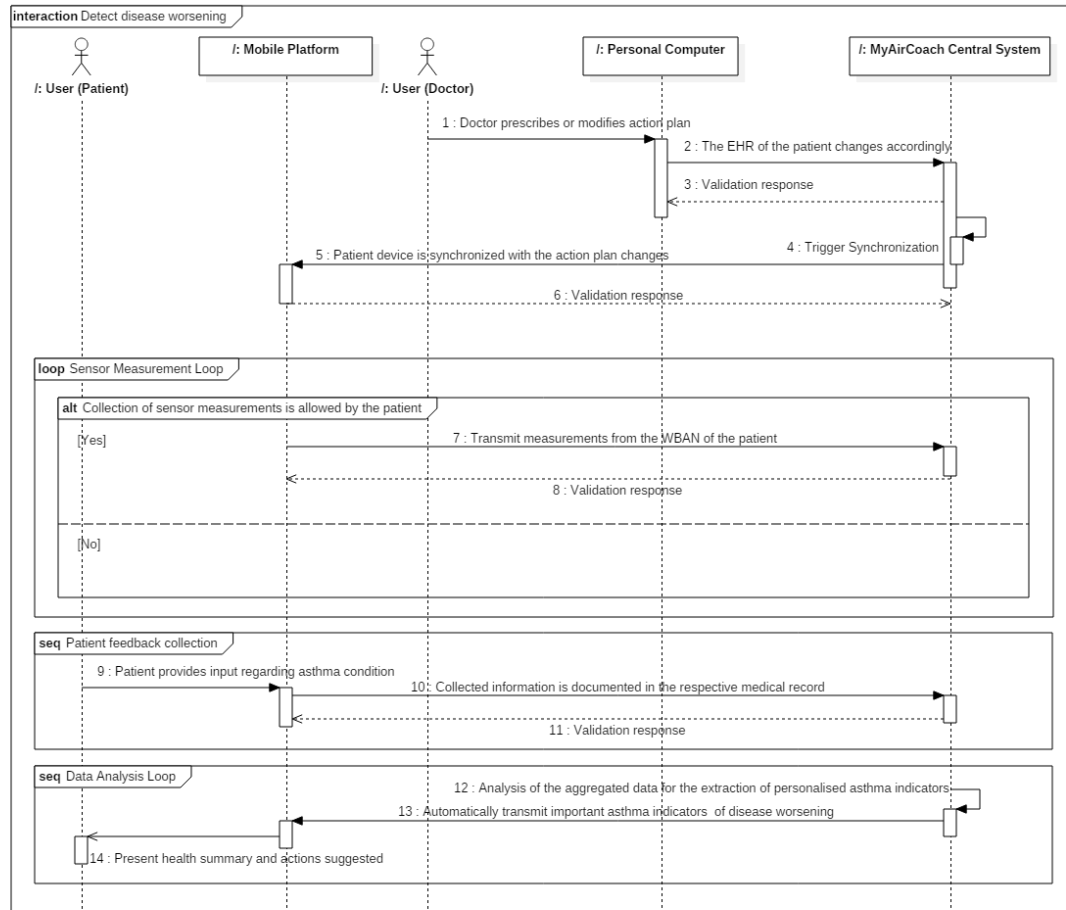 interaction Detect disease worsening
/: Mobile Platform
/: Personal Computer
/: MyAirCoach Central System
/: User (Patient)
/: User (Doctor)
1 : Doctor prescribes or modifies action plan
2 : The EHR of the patient changes accordingly
3 : Validation response
4 : Trigger Synchronization
5 : Patient device is synchronized with the action plan changes
6 : Validation response
loop Sensor Measurement Loop
alt Collection of sensor measurements is allowed by the patient
[Yes]
7 : Transmit measurements from the WBAN of the patient
8 : Validation response
[No]
seq Patient feedback collection
9 : Patient provides input regarding asthma condition
10 : Collected information is documented in the respective medical record
11 : Validation response
seq Data Analysis Loop
12 : Analysis of the aggregated data for the extraction of personalised asthma indicators
13 : Automatically transmit important asthma indicators of disease worsening
14 : Present health summary and actions suggested